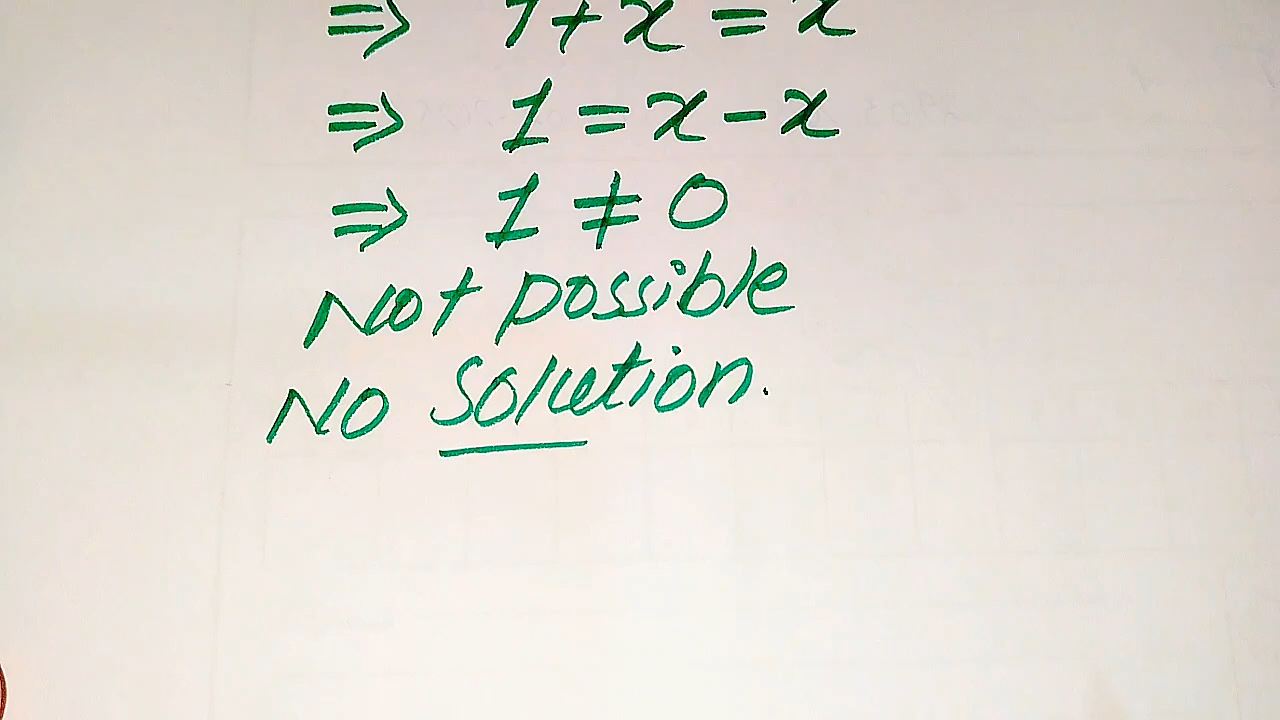 ⇒ 1+x=x
⇒ 1=x-x
⇒ 1≠0
Not possible
NO solution.